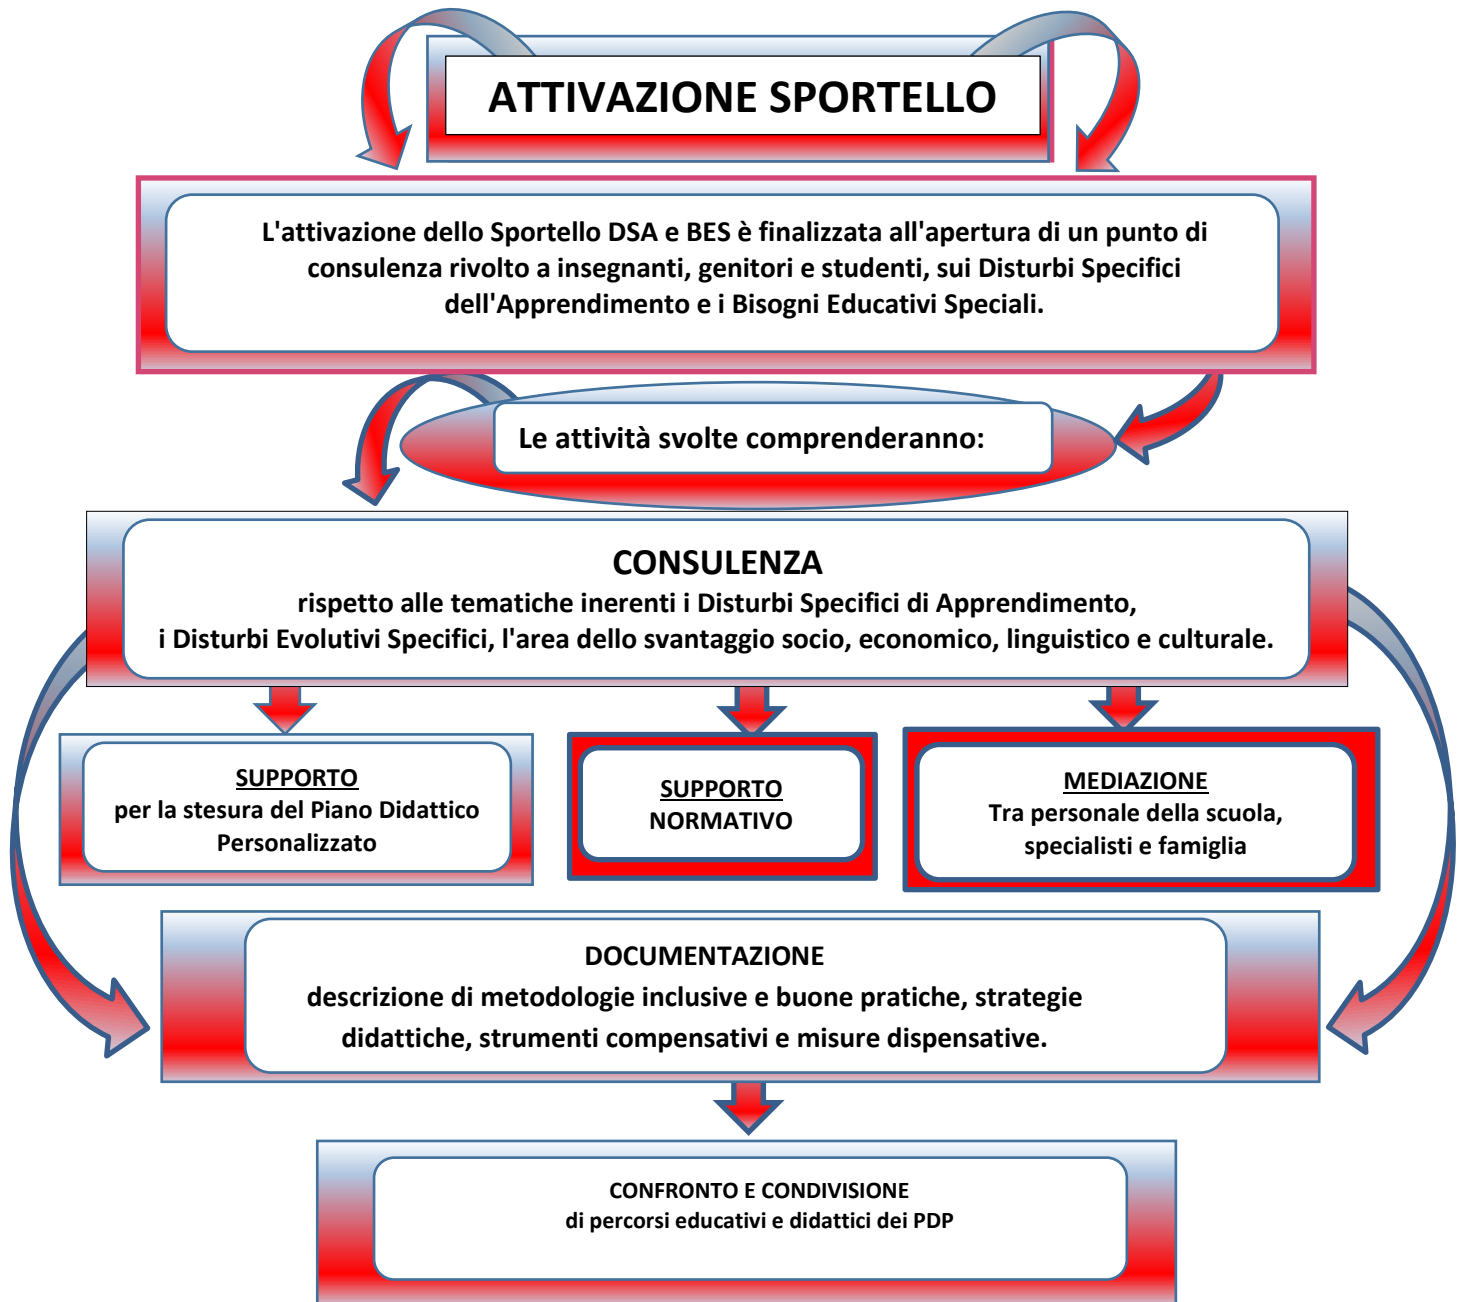 ATTIVAZIONE SPORTELLO
L'attivazione dello Sportello DSA e BES è finalizzata all'apertura di un punto di
consulenza rivolto a insegnanti, genitori e studenti, sui Disturbi Specifici
dell'Apprendimento e i Bisogni Educativi Speciali.
Le attività svolte comprenderanno:
CONSULENZA
rispetto alle tematiche inerenti i Disturbi Specifici di Apprendimento,
i Disturbi Evolutivi Specifici, l'area dello svantaggio socio, economico, linguistico e culturale.
SUPPORTO
per la stesura del Piano Didattico
Personalizzato
SUPPORTO
NORMATIVO
MEDIAZIONE
Tra personale della scuola,
specialisti e famiglia
DOCUMENTAZIONE
descrizione di metodologie inclusive e buone pratiche, strategie
didattiche, strumenti compensativi e misure dispensative.
CONFRONTO E CONDIVISIONE
di percorsi educativi e didattici dei PDP